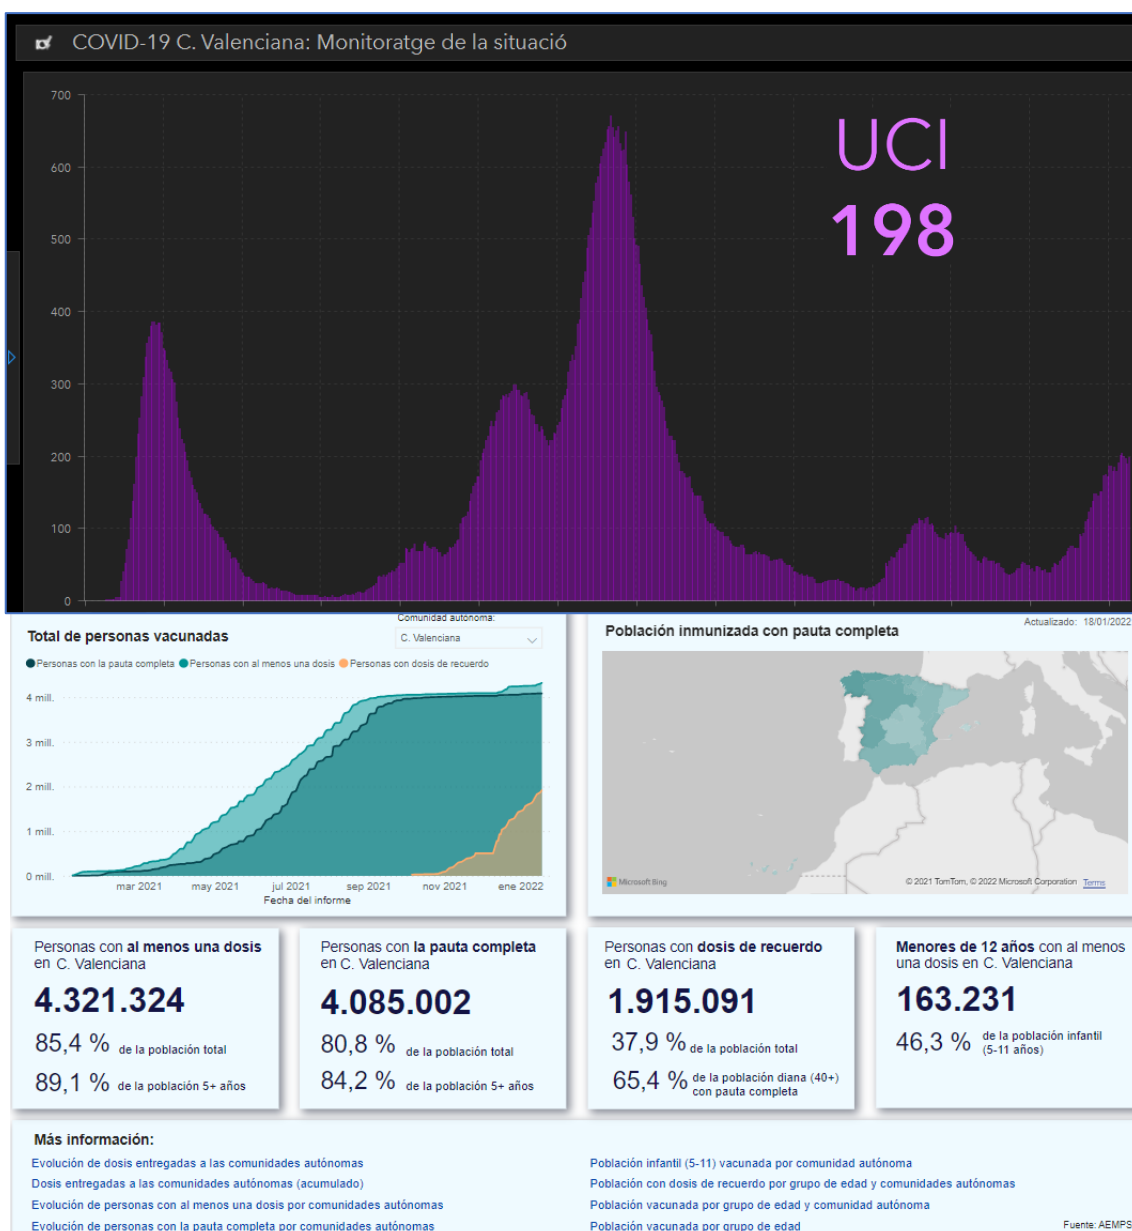 COVID-19 C. Valenciana: Monitoratge de la situació
700
600
500
400
300
200
100
0
UCI
198
Total de personas vacunadas
Comunidad autónoma:
C. Valenciana
Personas con la pauta completa Personas con al menos una dosis Personas con dosis de recuerdo
4 mill.
3 mill.
2 mill.
1 mill.
0 mill.
mar 2021 may 2021 jul 2021 sep 2021 nov 2021 ene 2022
Fecha del informe
Actualizado: 18/01/2022
Población inmunizada con pauta completa
Microsoft Bing
© 2021 TomTom, © 2022 Microsoft Corporation Terms
Personas con al menos una dosis
en C. Valenciana
4.321.324
85,4 % de la población total
89,1 % de la población 5+ años
Personas con la pauta completa
en C. Valenciana
4.085.002
80,8 % de la población total
84,2 % de la población 5+ años
Personas con dosis de recuerdo
en C. Valenciana
1.915.091
37,9 % de la población total
65,4 % de la población diana (40+)
con pauta completa
Menores de 12 años con al menos
una dosis en C. Valenciana
163.231
46,3 % de la población infantil
(5-11 años)
Más información:
Evolución de dosis entregadas a las comunidades autónomas
Dosis entregadas a las comunidades autónomas (acumulado)
Evolución de personas con al menos una dosis por comunidades autónomas
Evolución de personas con la pauta completa por comunidades autónomas
Población infantil (5-11) vacunada por comunidad autónoma
Población con dosis de recuerdo por grupo de edad y comunidades autónomas
Población vacunada por grupo de edad y comunidad autónoma
Población vacunada por grupo de edad
Fuente: AEMPS